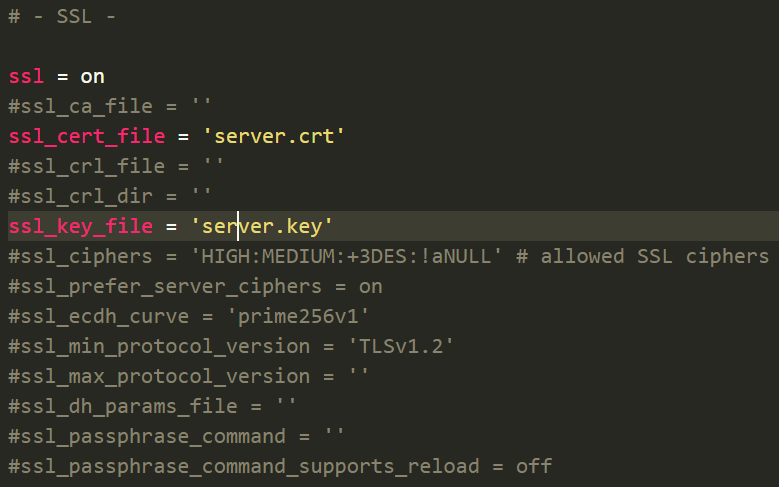 # - SSL -
ssl = on
#ssl_ca_file = ''
ssl_cert_file = 'server.crt'
#ssl_crl_file = ''
#ssl_crl_dir = ''
ssl_key_file = 'server.key'
#ssl_ciphers = 'HIGH:MEDIUM:+3DES:!aNULL' # allowed SSL ciphers
#ssl_prefer_server_ciphers = on
#ssl_ecdh_curve = 'prime256v1'
#ssl_min_protocol_version = 'TLSv1.2'
#ssl_max_protocol_version = ''
#ssl_dh_params_file = ''
#ssl_passphrase_command = ''
#ssl_passphrase_command_supports_reload = off